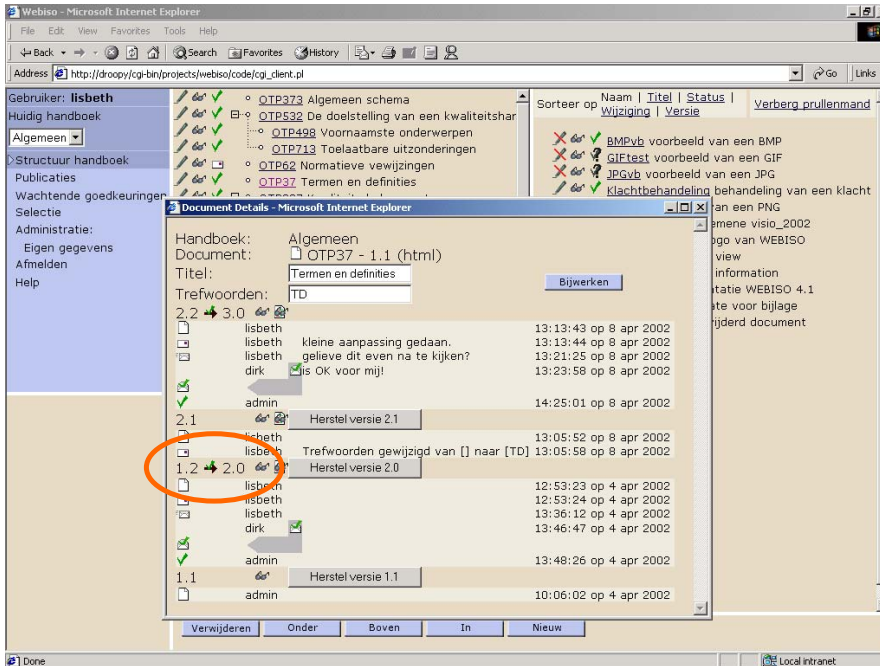 Webiso - Microsoft Internet Explorer
File Edit View Favorites Tools Help
Back Search Favorites History
Address http://droopy/cgi-bin/projects/webiso/code/cgi_client.pl Go Links
Gebruiker: lisbeth
Huidig handboek
Algemeen
Structuur handboek
Publicaties
Wachtende goedkeuringen
Selectie
Administratie:
Eigen gegevens
Afmelden
Help
OTP373 Algemeen schema
OTP532 De doelstelling van een kwaliteitshar
OTP498 Voornaamste onderwerpen
OTP713 Toelaatbare uitzonderingen
OTP62 Normatieve vewijzingen
OTP37 Termen en definities
Sorteer op Naam | Titel | Status |
Wijziging | Versie
Verberg prullenmand
BMPvb voorbeeld van een BMP
GIFtest voorbeeld van een GIF
JPGvb voorbeeld van een JPG
Klachtbehandeling behandeling van een klacht
van een PNG
emene visio_2002
ogo van WEBISO
view
information
ntatie WEBISO 4.1
ate voor bijlage
rijderd document
Document Details - Microsoft Internet Explorer
Handboek: Algemeen
Document: OTP37 - 1.1 (html)
Titel: Termen en definities
Bijwerken
Trefwoorden: TD
2.2 3.0
lisbeth 13:13:43 op 8 apr 2002
lisbeth kleine aanpassing gedaan. 13:13:44 op 8 apr 2002
lisbeth gelieve dit even na te kijken? 13:21:25 op 8 apr 2002
dirk is OK voor mij! 13:23:58 op 8 apr 2002
admin 14:25:01 op 8 apr 2002
2.1 Herstel versie 2.1
lisbeth 13:05:52 op 8 apr 2002
lisbeth Trefwoorden gewijzigd van [] naar [TD] 13:05:58 op 8 apr 2002
1.2 2.0 Herstel versie 2.0
lisbeth 12:53:23 op 4 apr 2002
lisbeth 12:53:24 op 4 apr 2002
lisbeth 13:36:12 op 4 apr 2002
dirk 13:46:47 op 4 apr 2002
admin 13:48:26 op 4 apr 2002
1.1 Herstel versie 1.1
admin 10:06:02 op 4 apr 2002
Verwijderen Onder Boven In Nieuw
Done Local intranet